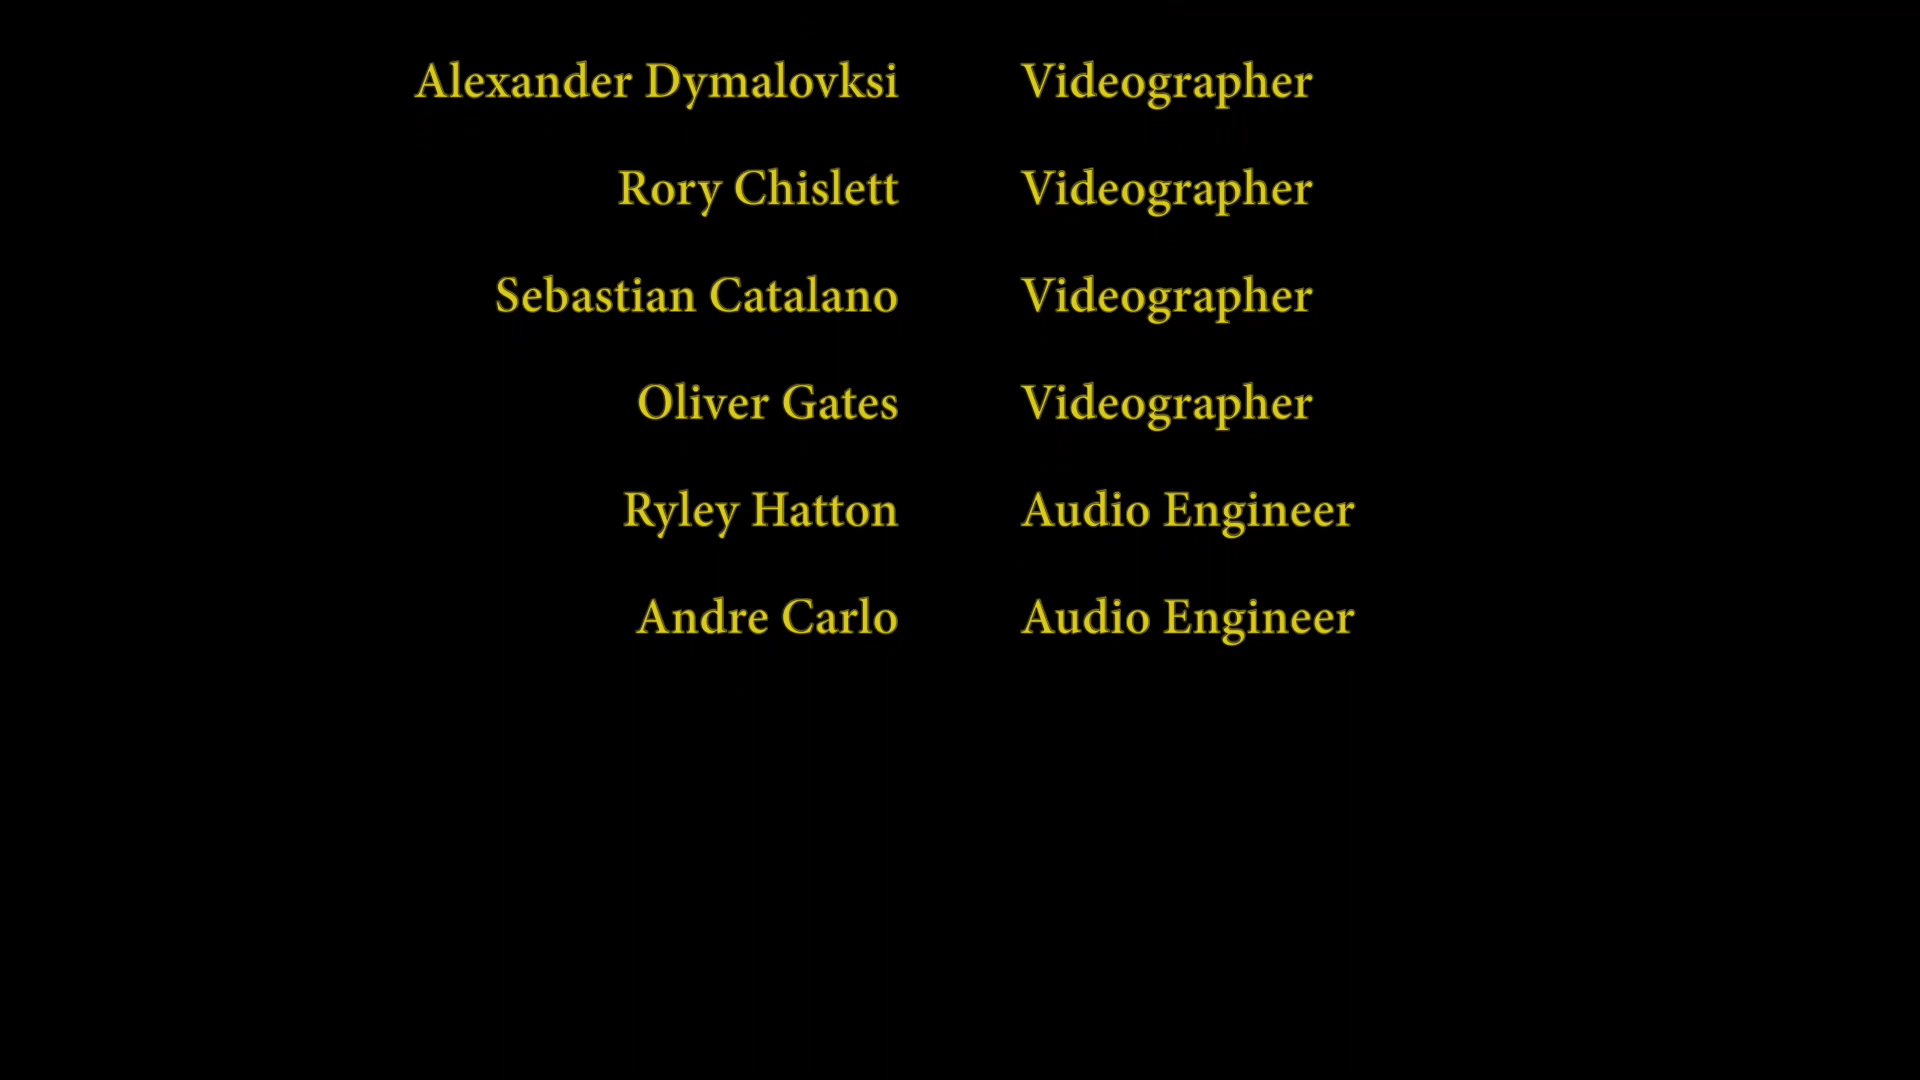 Alexander Dymalovksi Videographer
Rory Chislett Videographer
Sebastian Catalano Videographer
Oliver Gates Videographer
Ryley Hatton Audio Engineer
Andre Carlo Audio Engineer